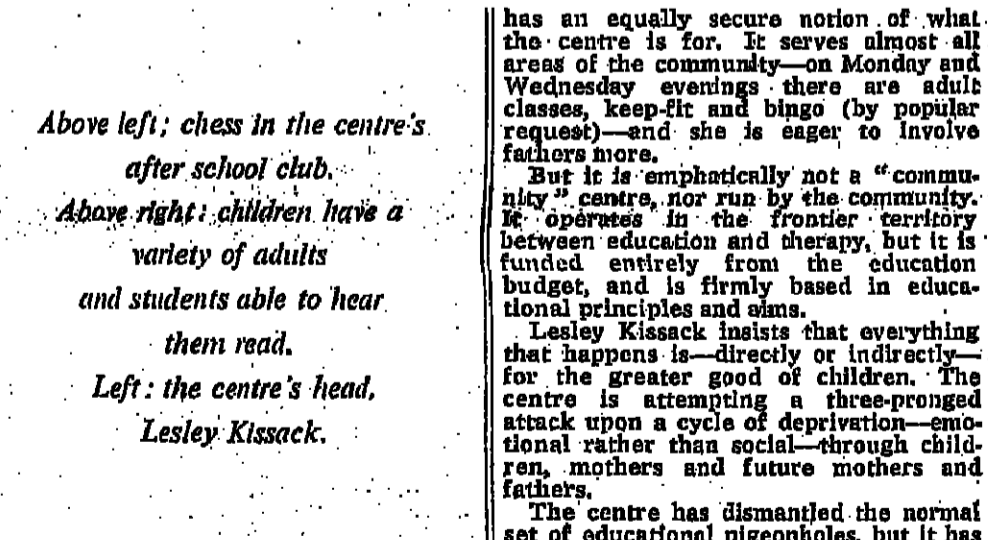 Above left; chess in the centre's
after school club.
Above right: children have a
variety of adults
and students able to hear
them read.
Left: the centre's head,
Lesley Kissack.
has an equally secure notion of what
the centre is for. It serves almost all
areas of the community—on Monday and
Wednesday evenings there are adult
classes, keep-fit and bingo (by popular
request)—and she is eager to involve
fathers more.
But it is emphatically not a "commu-
nity" centre, nor run by the community.
It operates in the frontier territory
between education and therapy, but it is
funded entirely from the education
budget, and is firmly based in educa-
tional principles and aims.
Lesley Kissack insists that everything
that happens is—directly or indirectly—
for the greater good of children. The
centre is attempting a three-pronged
attack upon a cycle of deprivation—emo-
tional rather than social—through child-
ren, mothers and future mothers and
fathers.
The centre has dismantled the normal
set of educational pigeonholes, but it has